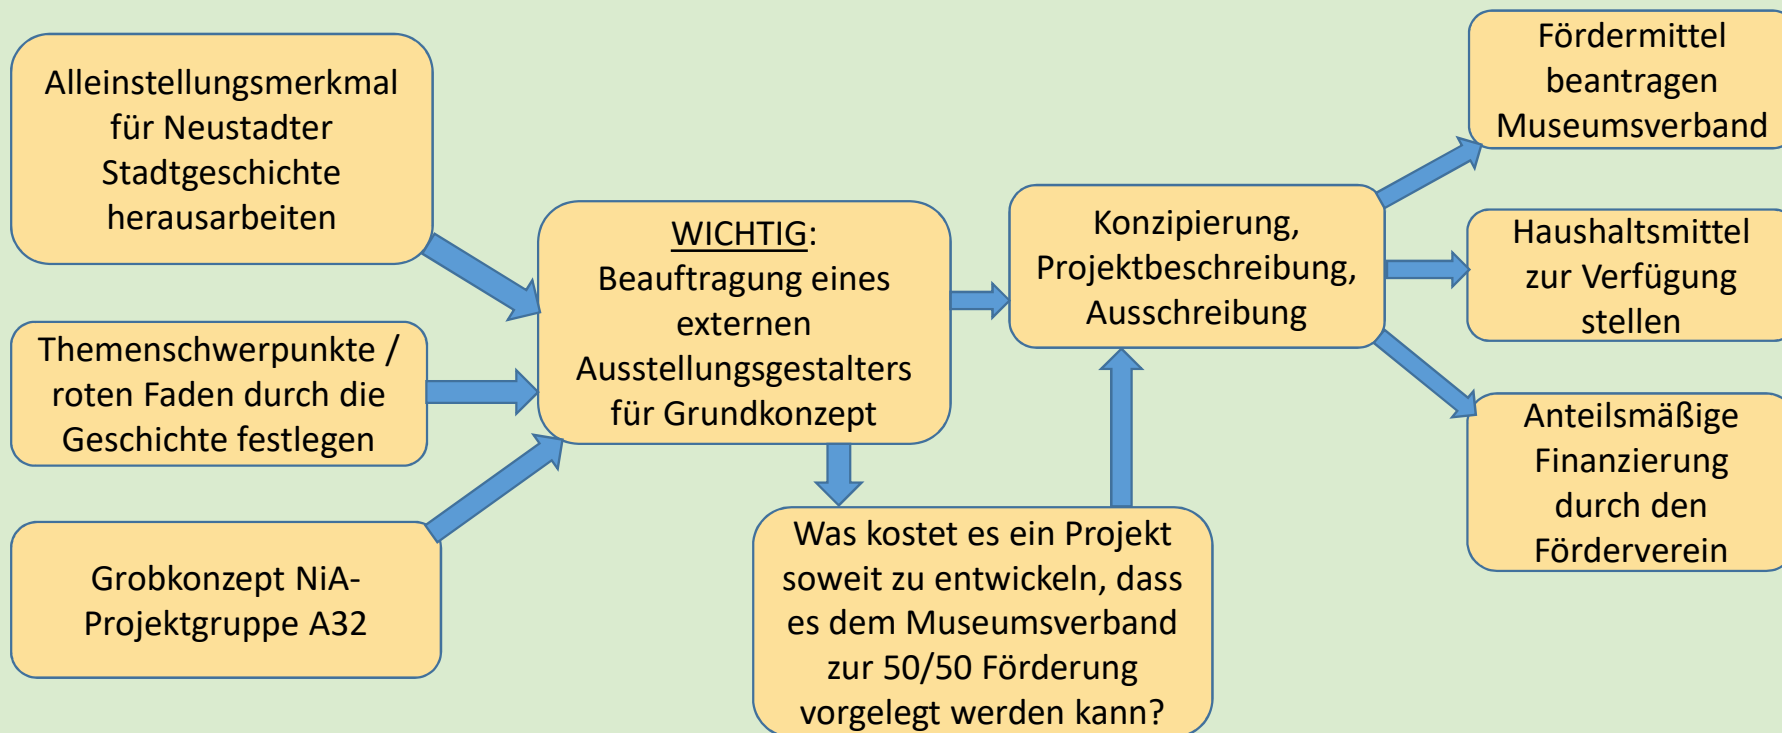 Alleinstellungsmerkmal
für Neustadter
Stadtgeschichte
herausarbeiten
Themenschwerpunkte /
roten Faden durch die
Geschichte festlegen
Grobkonzept NiA-
Projektgruppe A32
WICHTIG:
Beauftragung eines
externen
Ausstellungsgestalters
für Grundkonzept
Was kostet es ein Projekt
soweit zu entwickeln, dass
es dem Museumsverband
zur 50/50 Förderung
vorgelegt werden kann?
Konzipierung,
Projektbeschreibung,
Ausschreibung
Fördermittel
beantragen
Museumsverband
Haushaltsmittel
zur Verfügung
stellen
Anteilsmäßige
Finanzierung
durch den
Förderverein